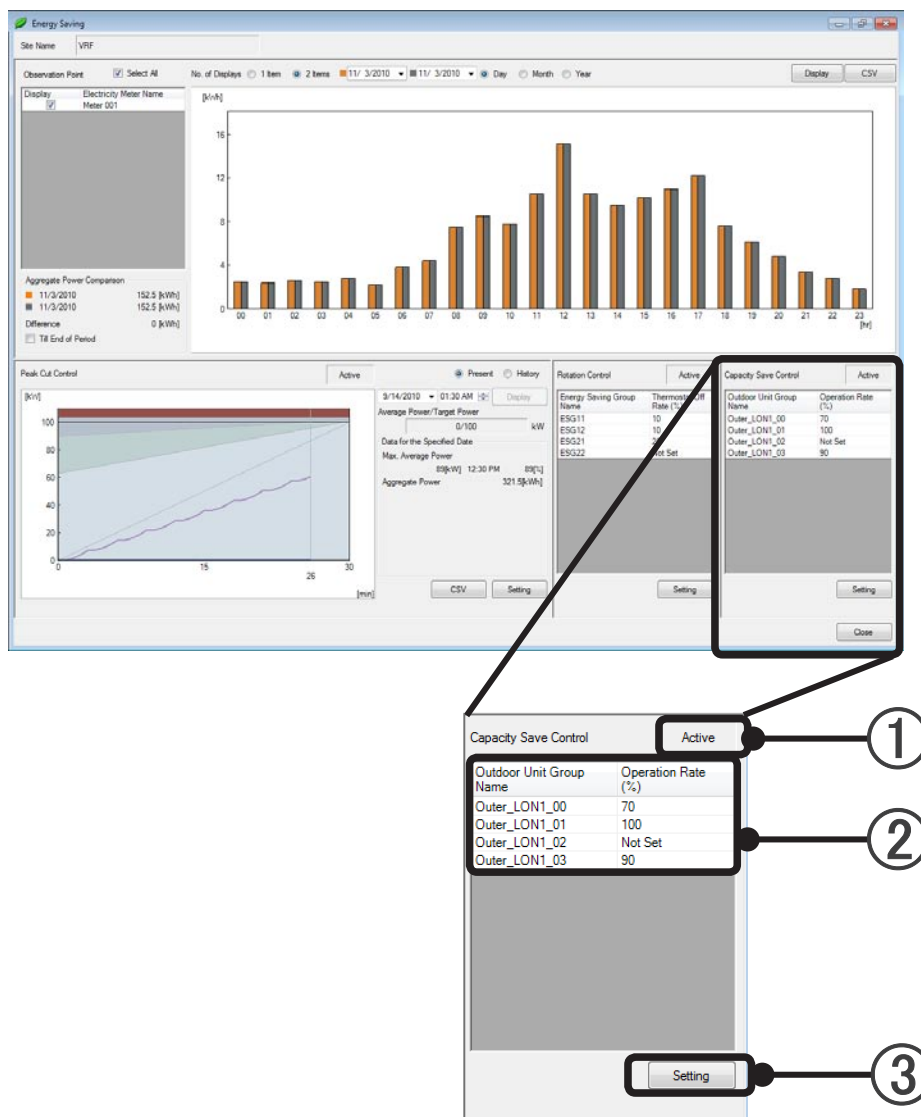 Energy Saving
Site Name VRF
Observation Point Select All No. of Displays 1 Item 2 Items 11/ 3/2010 11/ 3/2010 Day Month Year Display CSV
Display Electricity Meter Name
Meter 001
[kWh]
16
12
8
4
0
00 01 02 03 04 05 06 07 08 09 10 11 12 13 14 15 16 17 18 19 20 21 22 23
[hr]
Aggregate Power Comparison
11/3/2010 152.5 [kWh]
11/3/2010 152.5 [kWh]
Difference 0 [kWh]
Till End of Period
Peak Cut Control Active Present History
[kW]
100
80
60
40
20
0
0 15 26 30
[min]
9/14/2010 01:30 AM Display
Average Power/Target Power
0/100 kW
Data for the Specified Date
Max. Average Power
89[kW] 12:30 PM 89[%]
Aggregate Power 321.5[kWh]
CSV Setting
Rotation Control Active
Energy Saving Group Name Thermostat Off Rate (%)
ESG11 10
ESG12 10
ESG21
ESG22 Not Set
Setting
Capacity Save Control Active
Outdoor Unit Group Name Operation Rate (%)
Outer_LON1_00 70
Outer_LON1_01 100
Outer_LON1_02 Not Set
Outer_LON1_03 90
Setting
Close
Capacity Save Control Active
①
Outdoor Unit Group Operation Rate
Name (%)
Outer_LON1_00 70
Outer_LON1_01 100
Outer_LON1_02 Not Set
Outer_LON1_03 90
②
Setting
③